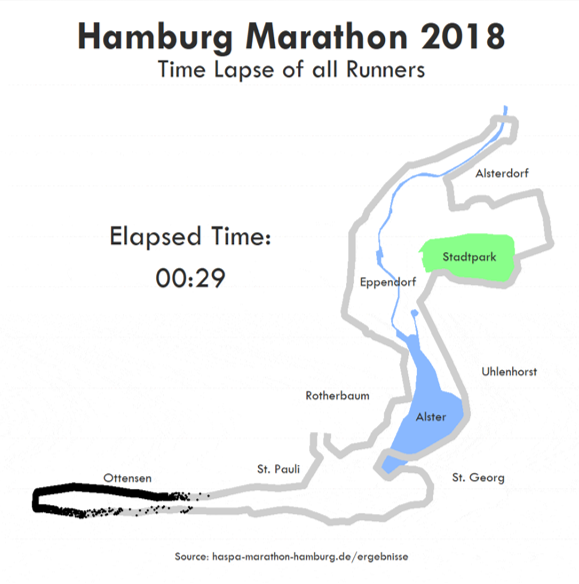 Hamburg Marathon 2018
Time Lapse of all Runners
Alsterdorf
Elapsed Time:
Stadtpark
00:29
Eppendorf
Uhlenhorst
Rotherbaum
Alster
St. Pauli
Ottensen
St. Georg
Source: haspa-marathon-hamburg.de/ergebnisse